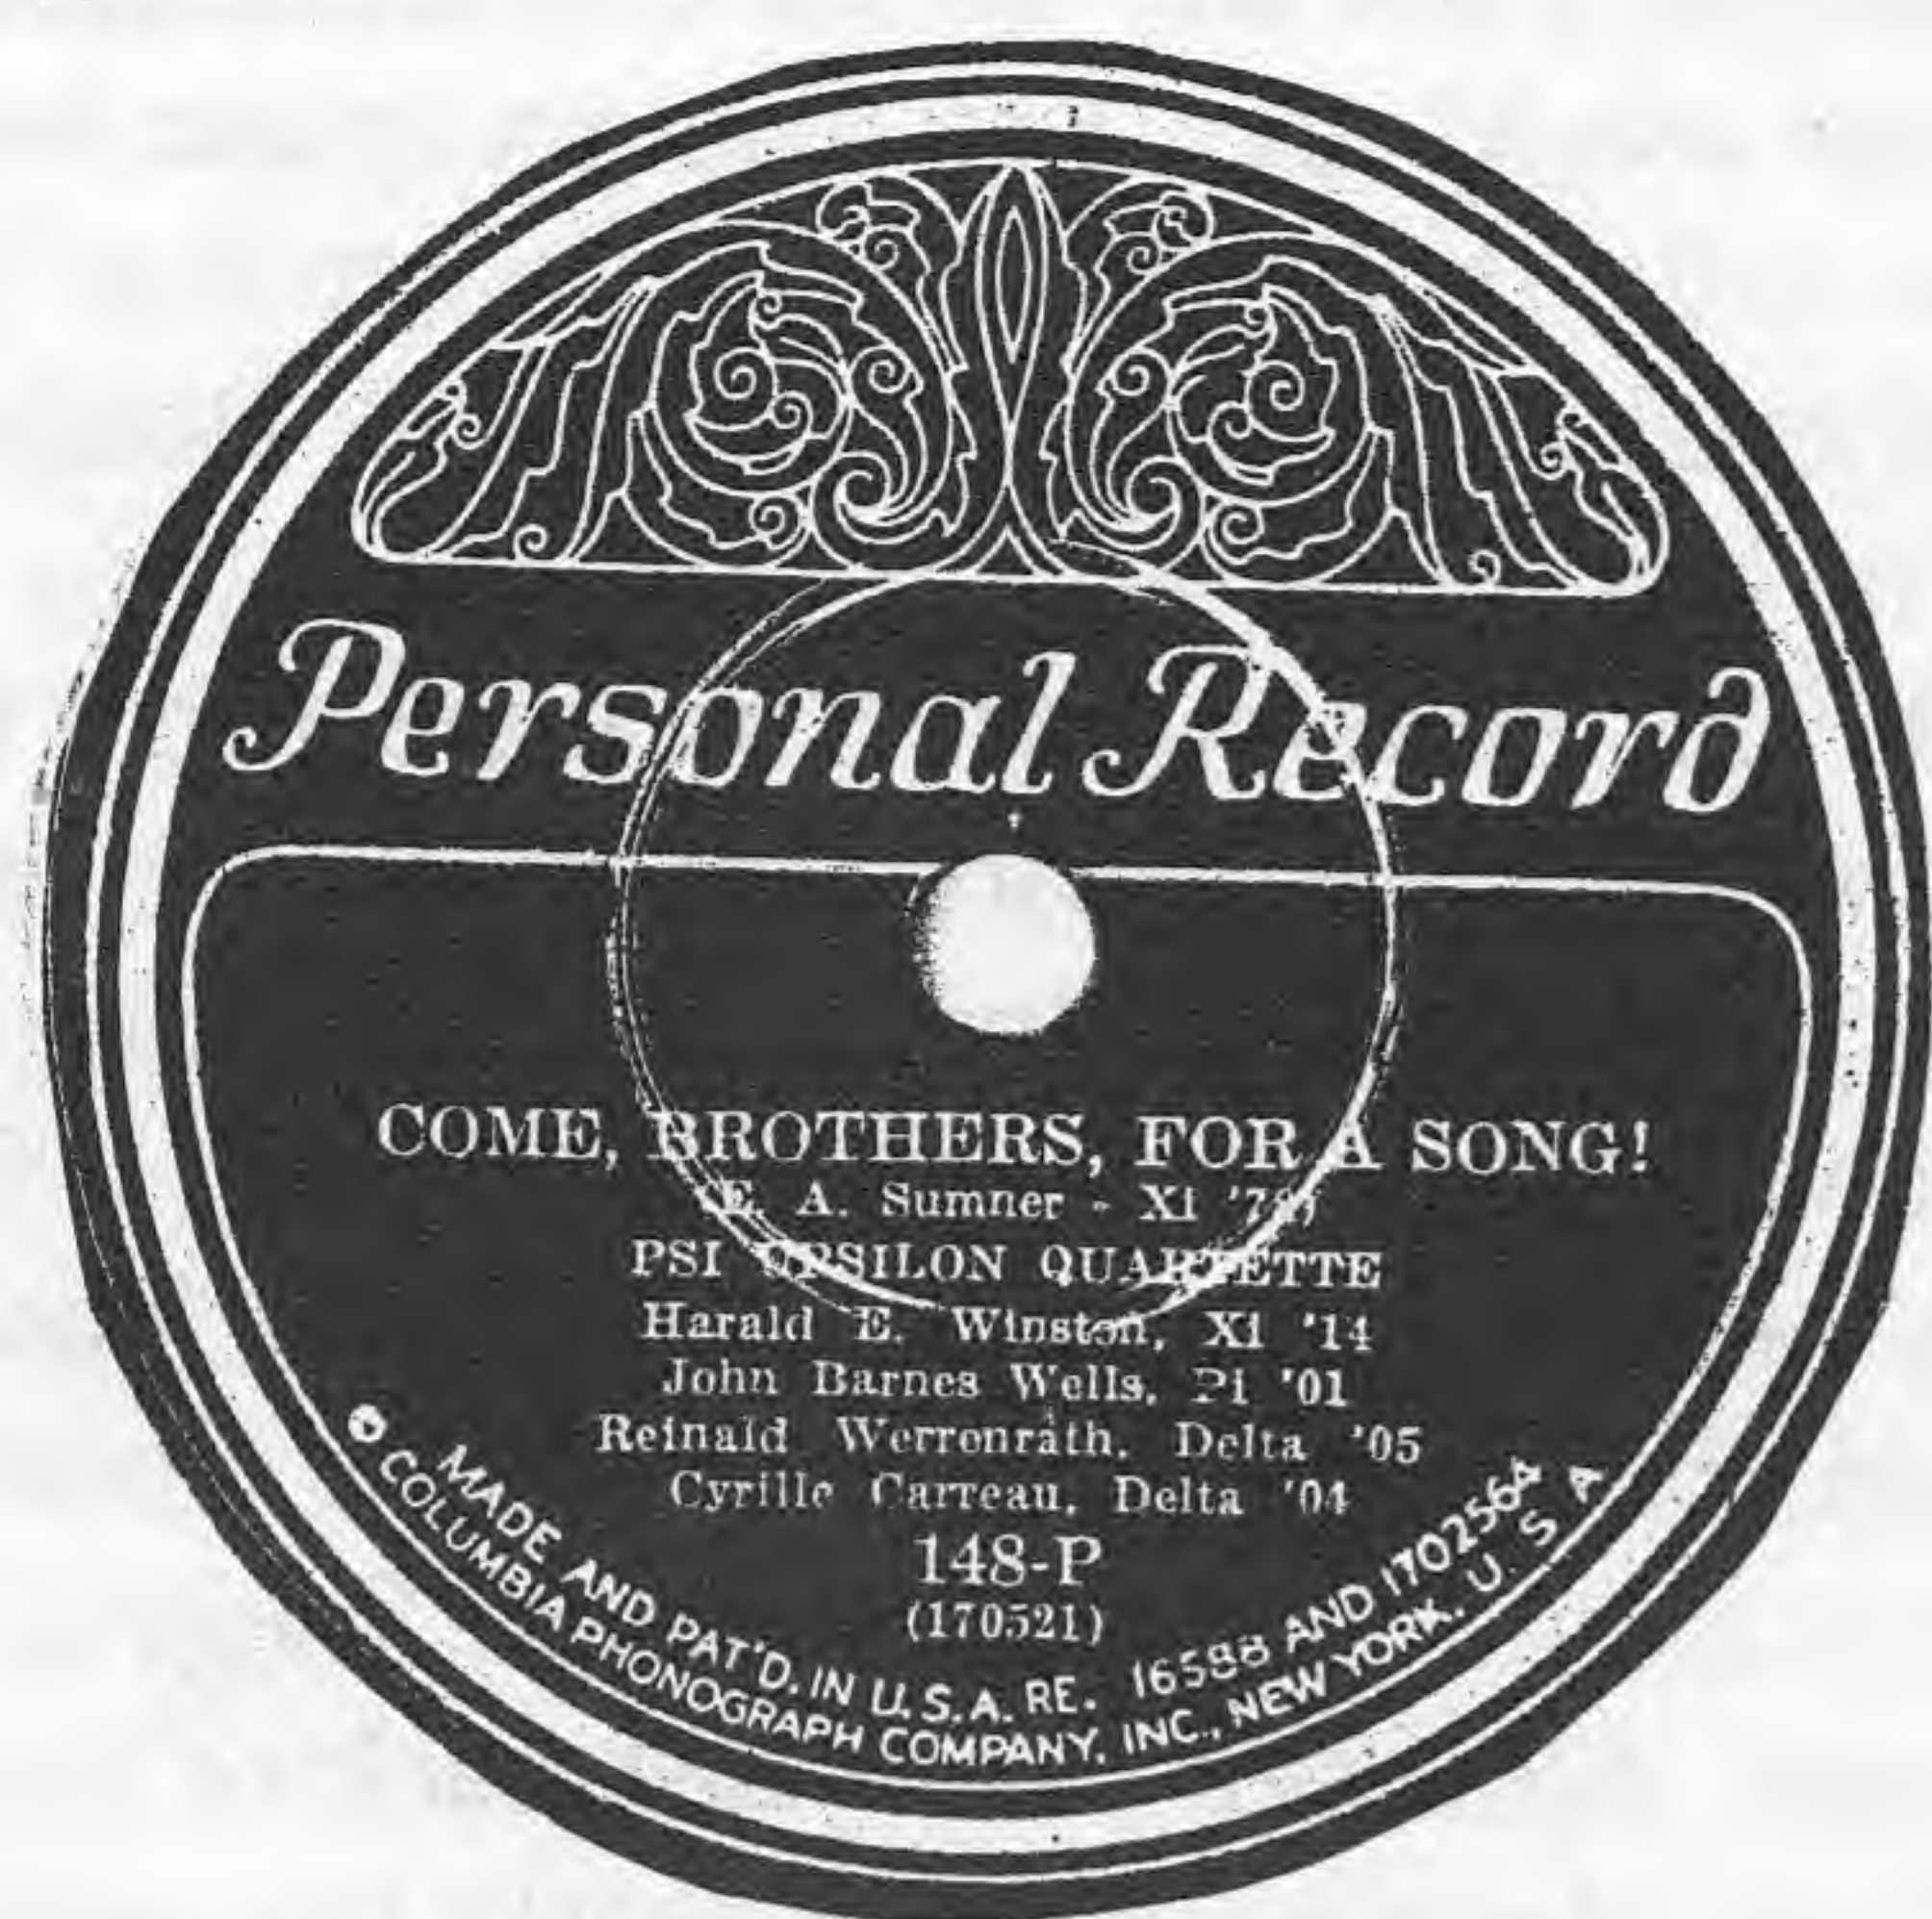 Personal Record
COME, BROTHERS, FOR A SONG!
E. A. Sumner - Xi
PSI UPSILON QUARTETTE
Harald E. Winston, Xi '14
John Barnes Wells, Pi '01
Reinald Werrenrath, Delta '05
Cyrille Carreau, Delta '04
148-P
(170521)
MADE AND PAT'D. IN U.S.A. RE. 16588 AND 1702564
COLUMBIA PHONOGRAPH COMPANY, INC., NEW YORK. U. S A